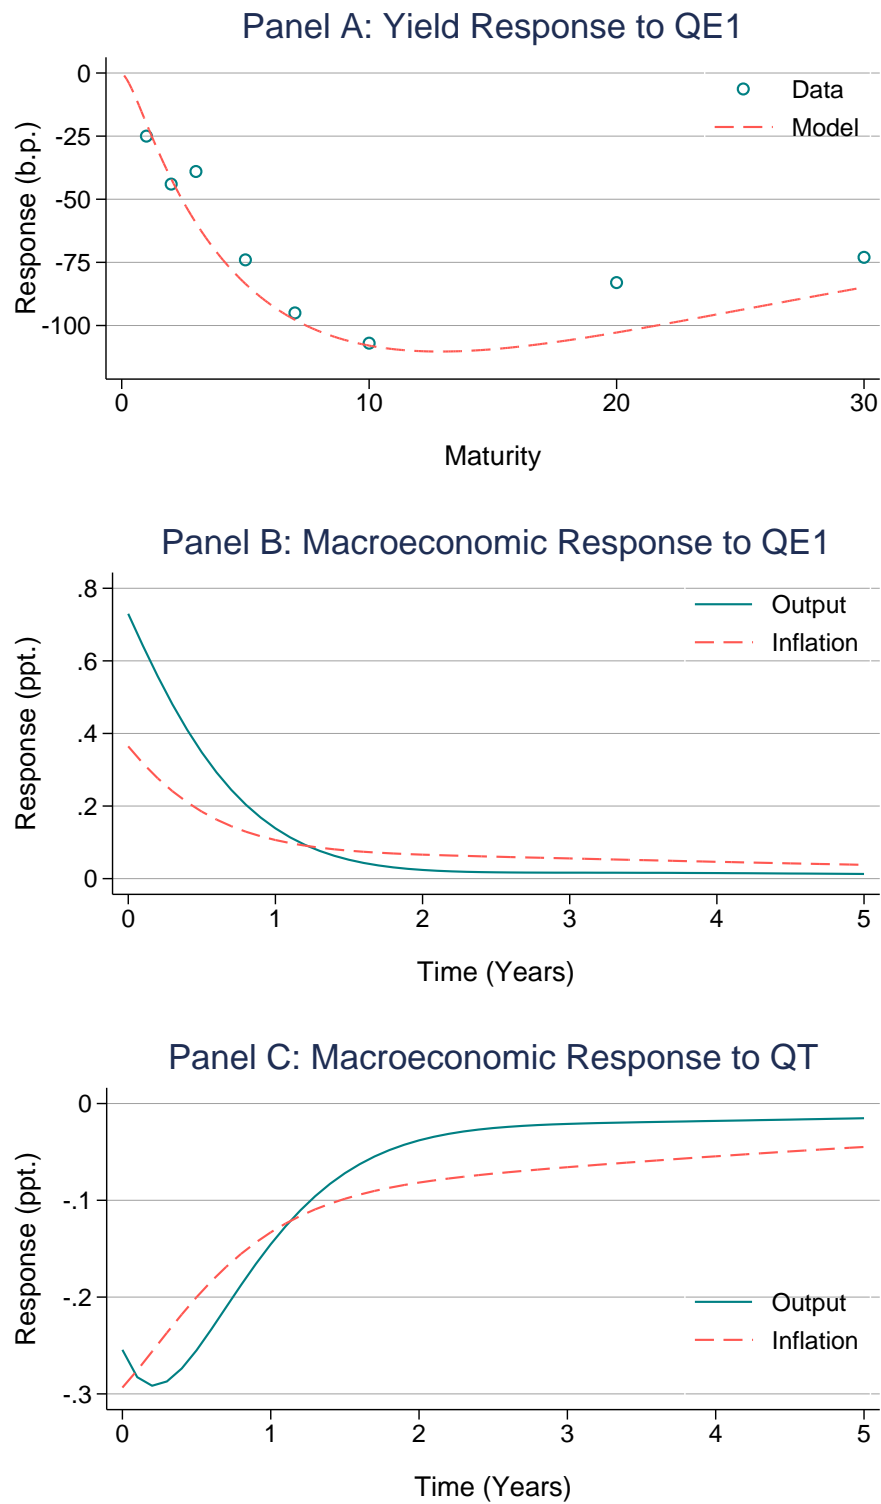 Panel A: Yield Response to QE1
0
-25
-50
-75
-100
Response (b.p.)
Data
Model
0 10 20 30
Maturity
Panel B: Macroeconomic Response to QE1
.8
.6
.4
.2
0
Response (ppt.)
Output
Inflation
0 1 2 3 4 5
Time (Years)
Panel C: Macroeconomic Response to QT
0
-.1
-.2
-.3
Response (ppt.)
Output
Inflation
0 1 2 3 4 5
Time (Years)